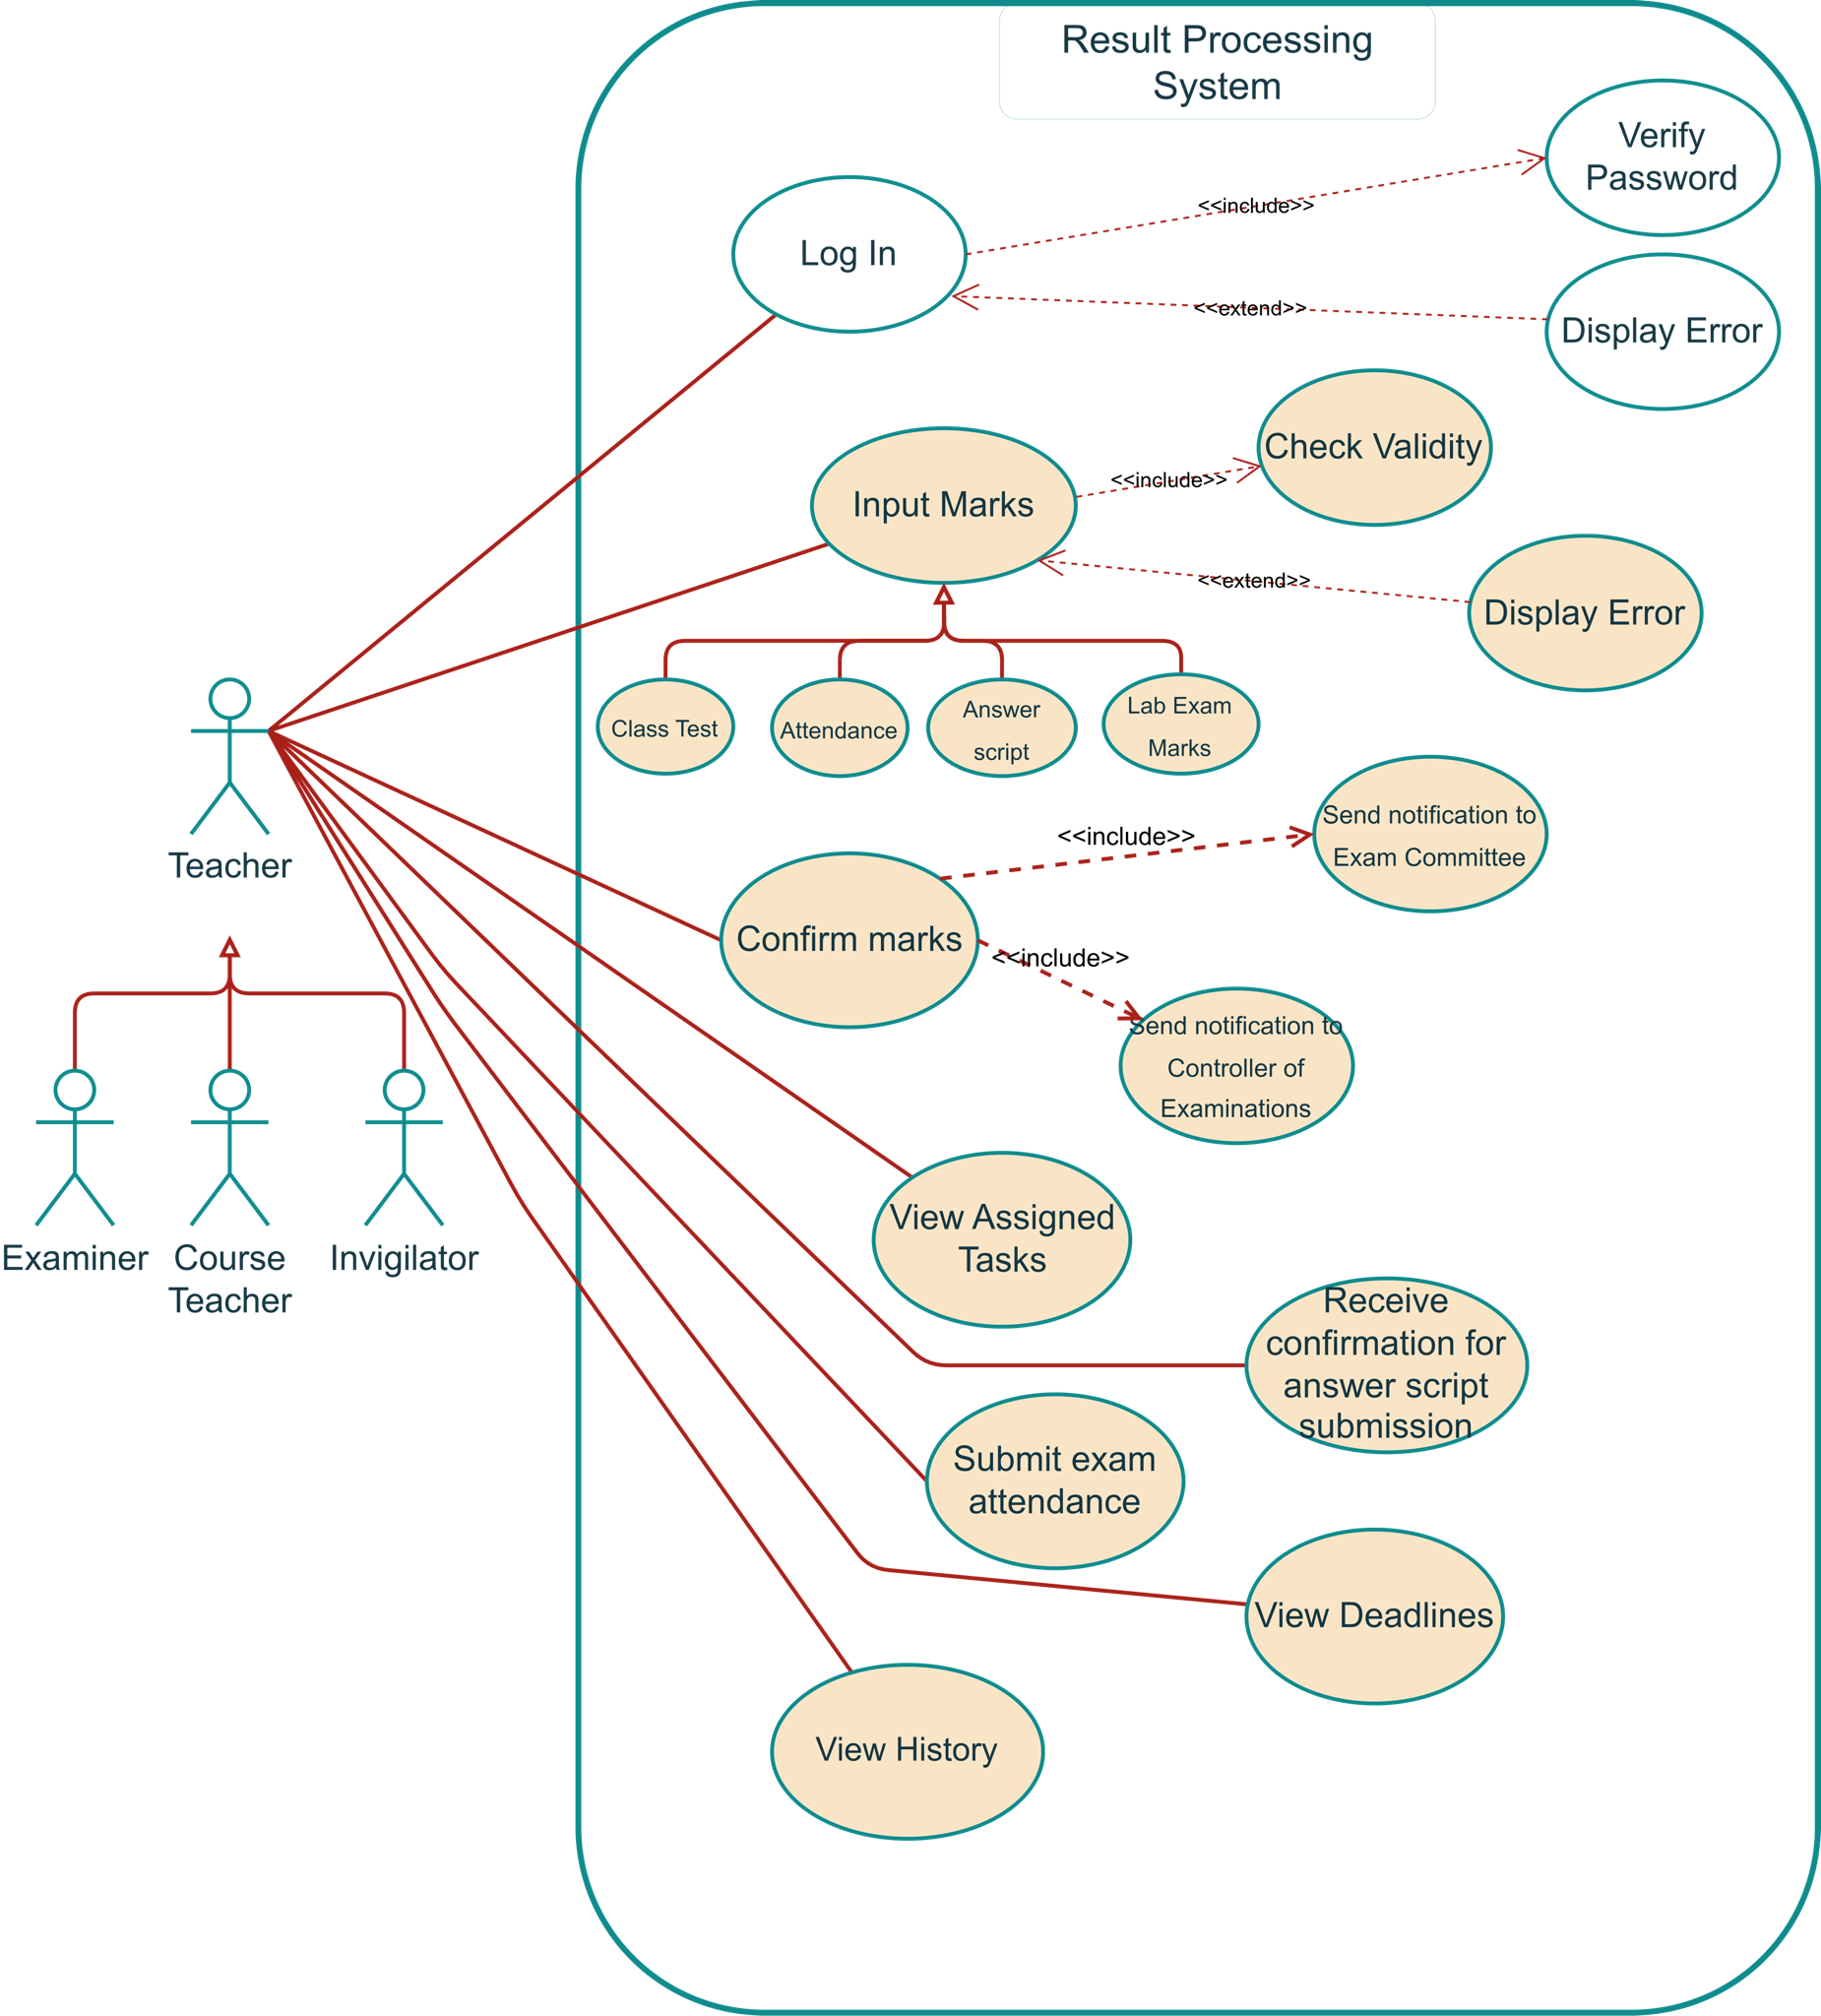 Result Processing
System
Verify
Password
<<include>>
Log In
<<extend>>
Display Error
Check Validity
<<include>>
Input Marks
<<extend>>
Display Error
Class Test
Attendance
Answer
script
Lab Exam
Marks
Teacher
<<include>>
Send notification to
Exam Committee
Confirm marks
<<include>>
Send notification to
Controller of
Examinations
Examiner
Course
Teacher
Invigilator
View Assigned
Tasks
Receive
confirmation for
answer script
submission
Submit exam
attendance
View Deadlines
View History